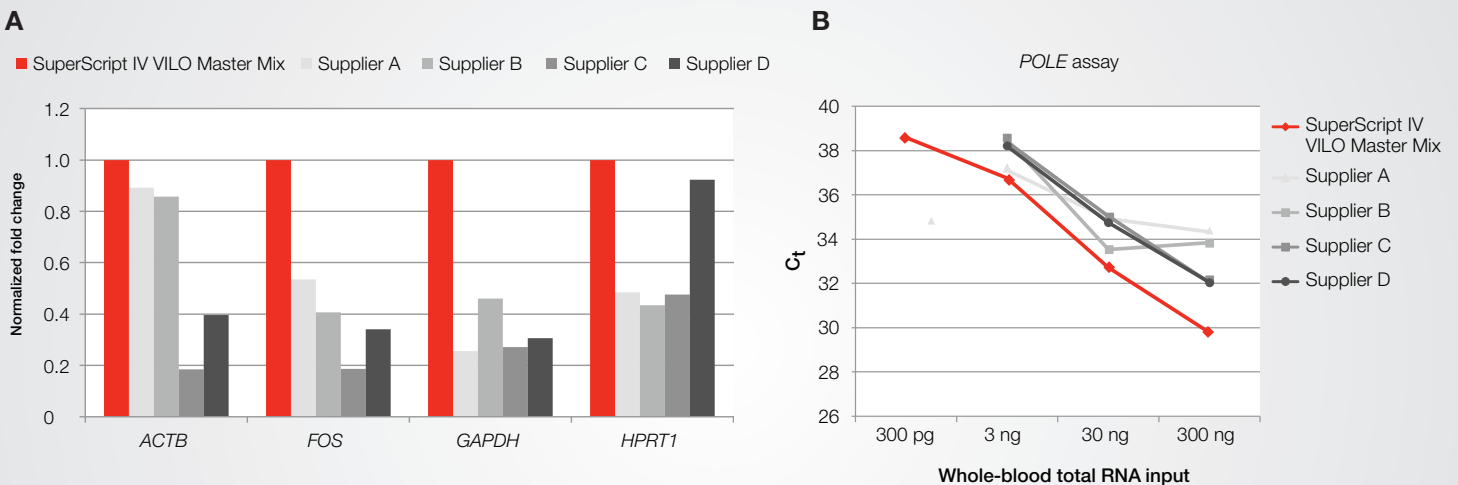 A
SuperScript IV VILO Master Mix Supplier A Supplier B Supplier C Supplier D
Normalized fold change
1.2
1.0
0.8
0.6
0.4
0.2
0
ACTB FOS GAPDH HPRT1
B
POLE assay
Ct
40
38
36
34
32
30
28
26
300 pg 3 ng 30 ng 300 ng
Whole-blood total RNA input
SuperScript IV
VILO Master Mix
Supplier A
Supplier B
Supplier C
Supplier D